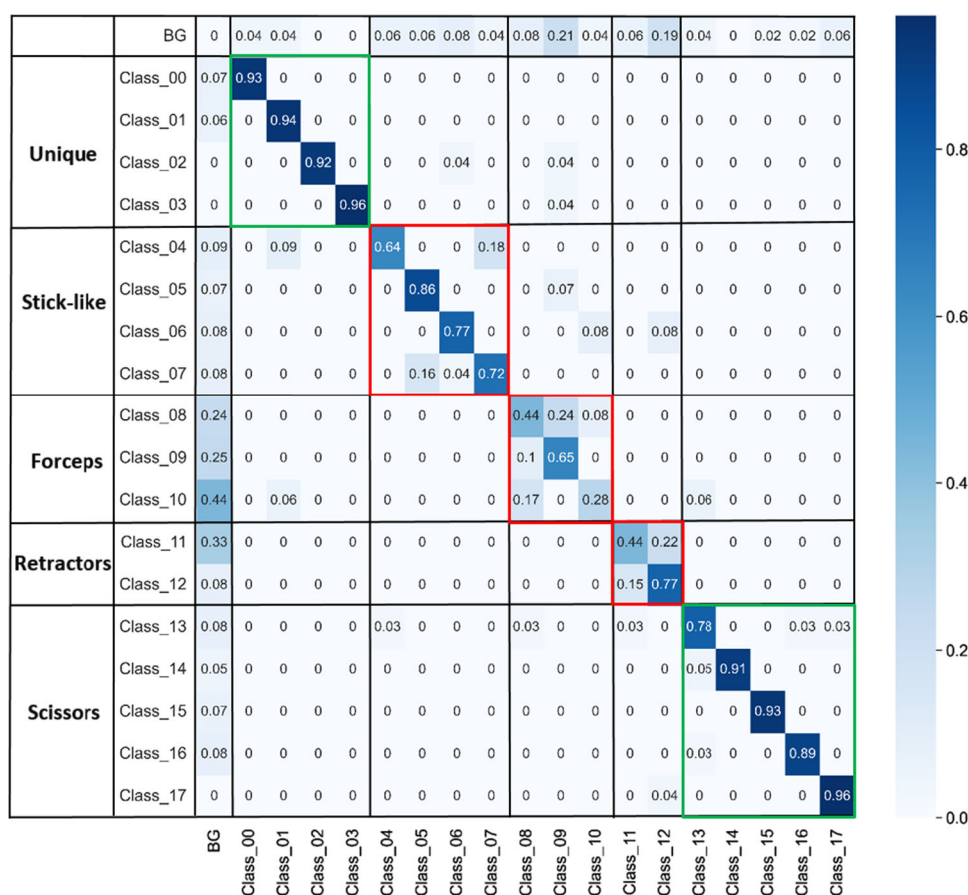 BG 0 0.04 0.04 0 0 0.06 0.06 0.08 0.04 0.08 0.21 0.04 0.06 0.19 0.04 0 0.02 0.02 0.06
Unique
Class_00 0.07 0.93 0 0 0 0 0 0 0 0 0 0 0 0 0 0 0 0 0
Class_01 0.06 0 0.94 0 0 0 0 0 0 0 0 0 0 0 0 0 0 0 0
Class_02 0 0 0 0.92 0 0 0 0.04 0 0 0.04 0 0 0 0 0 0 0 0
Class_03 0 0 0 0 0.96 0 0 0 0 0 0.04 0 0 0 0 0 0 0 0
Stick-like
Class_04 0.09 0 0.09 0 0 0.64 0 0 0.18 0 0 0 0 0 0 0 0 0 0
Class_05 0.07 0 0 0 0 0 0.86 0 0 0 0.07 0 0 0 0 0 0 0 0
Class_06 0.08 0 0 0 0 0 0 0.77 0 0 0 0.08 0 0.08 0 0 0 0 0
Class_07 0.08 0 0 0 0 0 0.16 0.04 0.72 0 0 0 0 0 0 0 0 0 0
Forceps
Class_08 0.24 0 0 0 0 0 0 0 0 0.44 0.24 0.08 0 0 0 0 0 0 0
Class_09 0.25 0 0 0 0 0 0 0 0 0.1 0.65 0 0 0 0 0 0 0 0
Class_10 0.44 0 0.06 0 0 0 0 0 0 0.17 0 0.28 0 0 0.06 0 0 0 0
Retractors
Class_11 0.33 0 0 0 0 0 0 0 0 0 0 0 0.44 0.22 0 0 0 0 0
Class_12 0.08 0 0 0 0 0 0 0 0 0 0 0 0.15 0.77 0 0 0 0 0
Scissors
Class_13 0.08 0 0 0 0 0.03 0 0 0 0.03 0 0 0.03 0 0.78 0 0 0.03 0.03
Class_14 0.05 0 0 0 0 0 0 0 0 0 0 0 0 0 0.05 0.91 0 0 0
Class_15 0.07 0 0 0 0 0 0 0 0 0 0 0 0 0 0 0 0.93 0 0
Class_16 0.08 0 0 0 0 0 0 0 0 0 0 0 0 0 0.03 0 0 0.89 0
Class_17 0 0 0 0 0 0 0 0 0 0 0 0 0 0.04 0 0 0 0 0.96
BG Class_00 Class_01 Class_02 Class_03 Class_04 Class_05 Class_06 Class_07 Class_08 Class_09 Class_10 Class_11 Class_12 Class_13 Class_14 Class_15 Class_16 Class_17
0.8
0.6
0.4
0.2
0.0